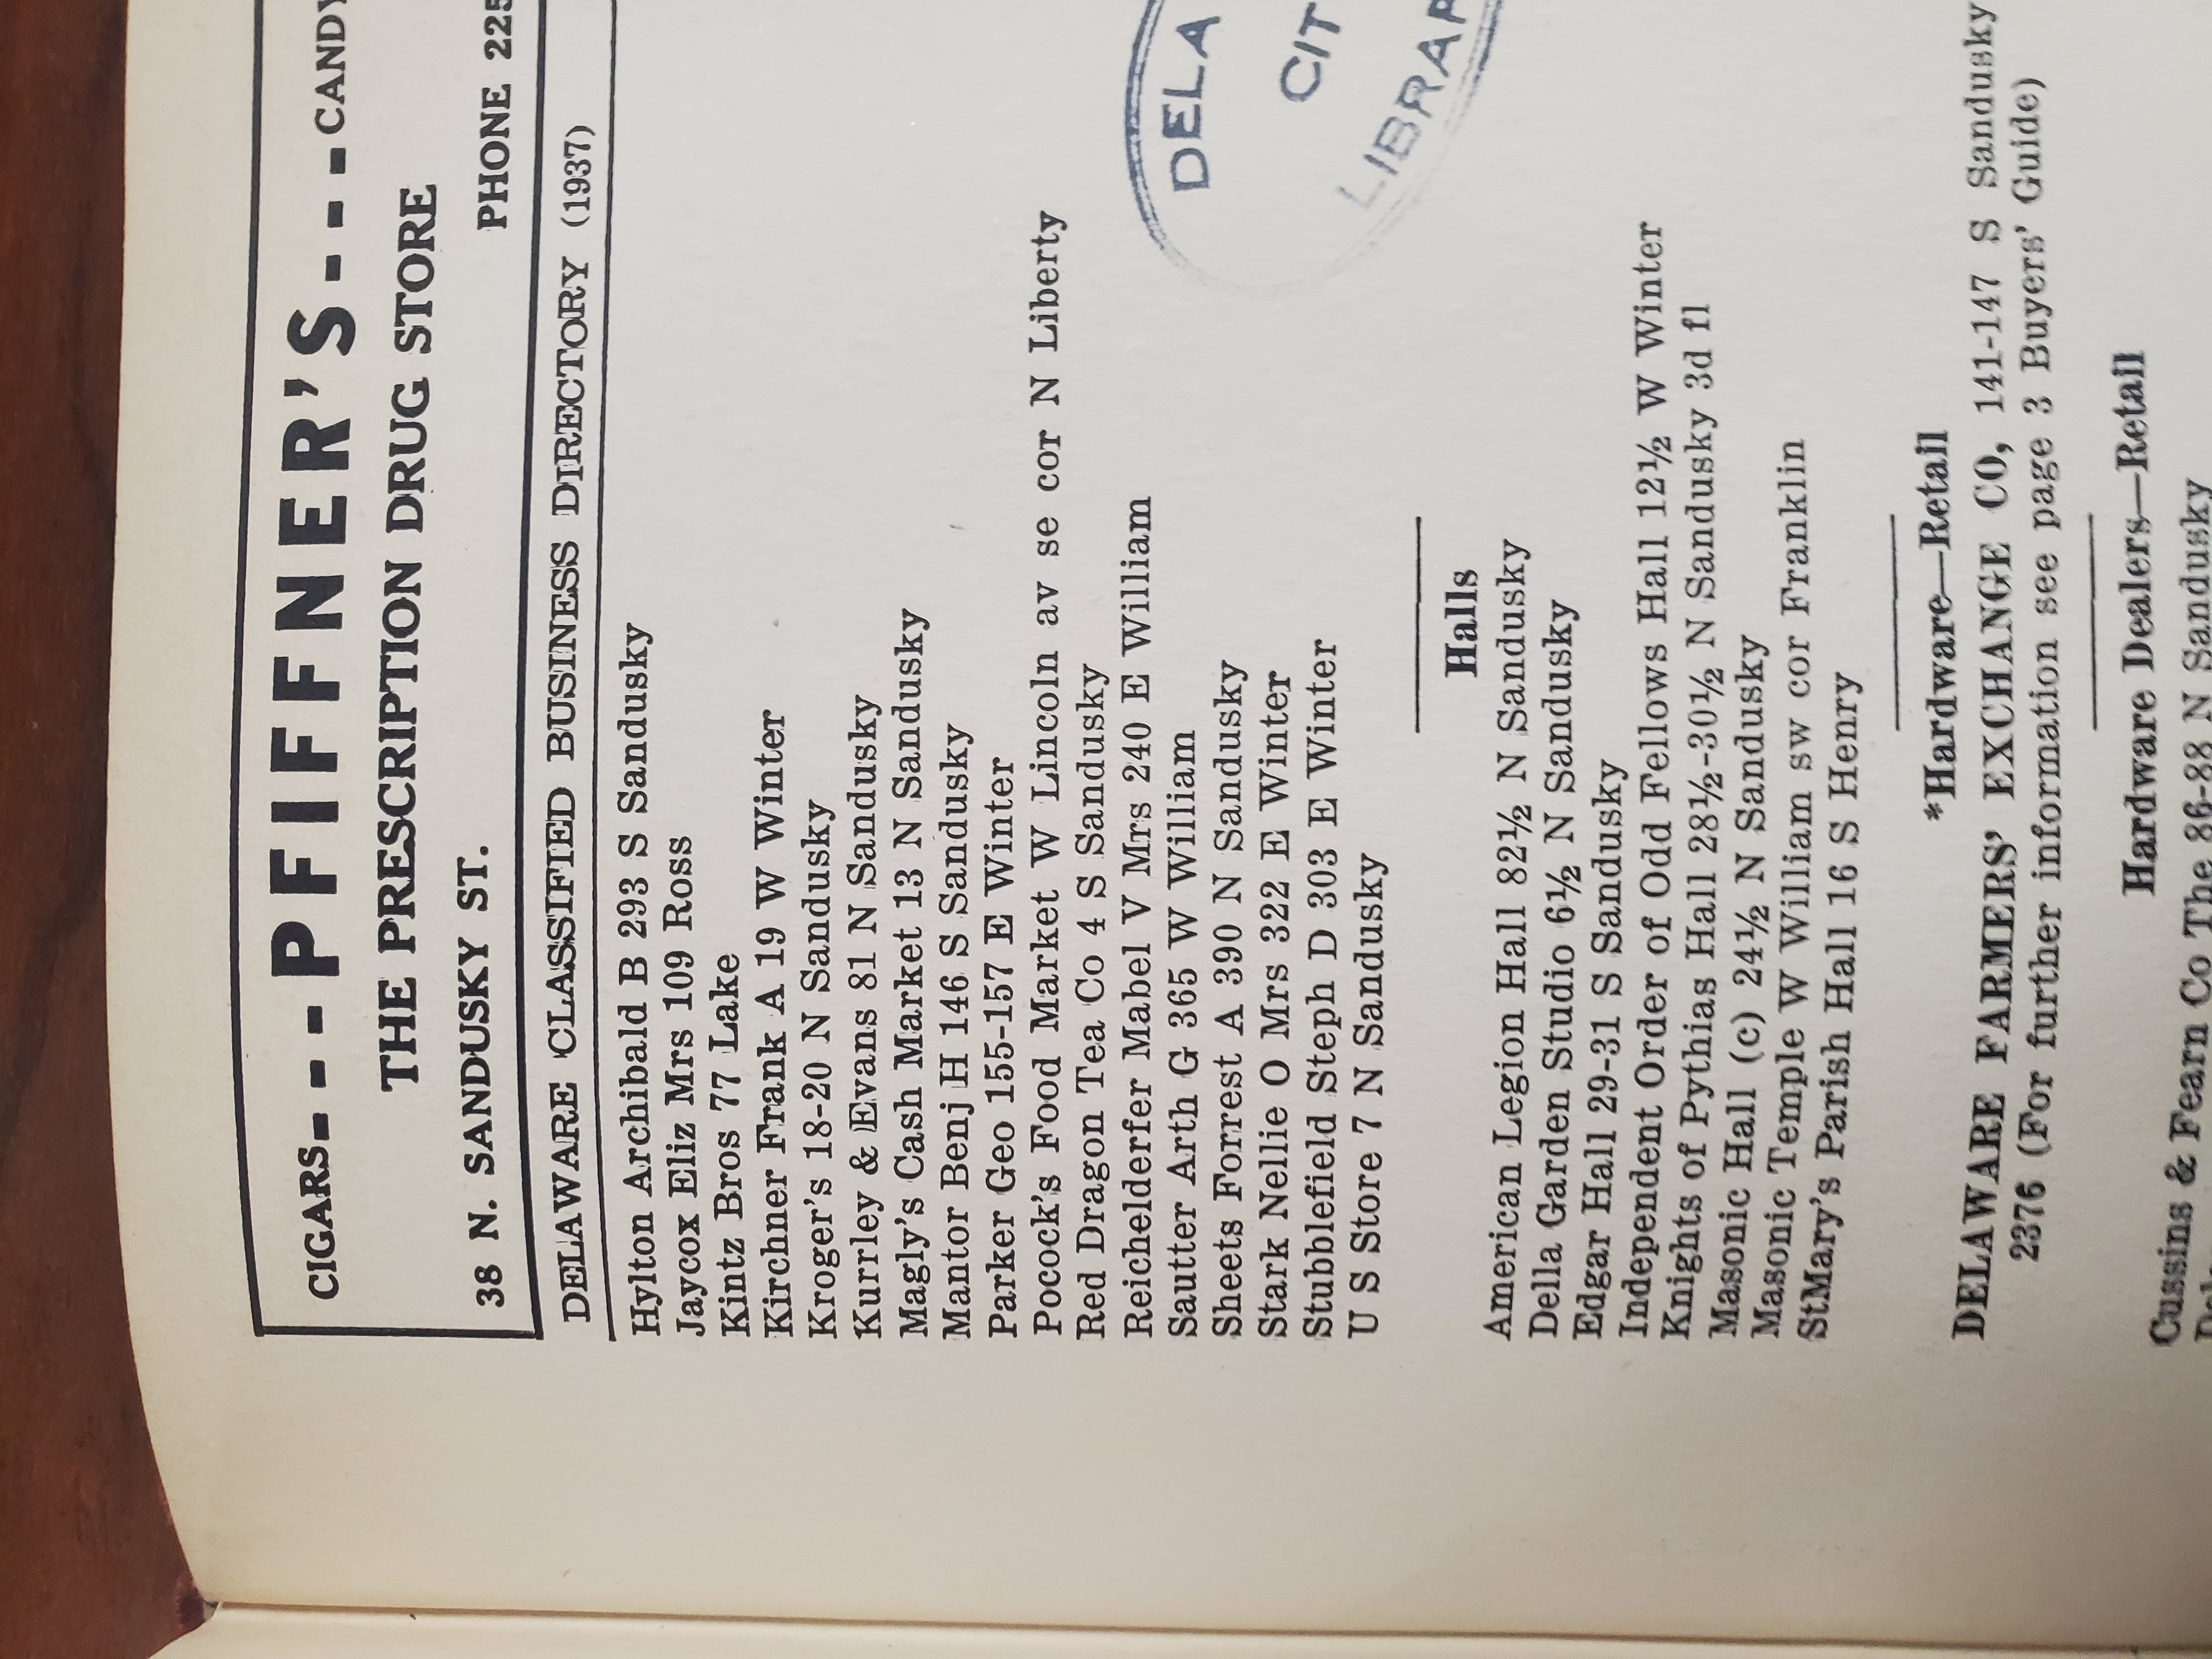 CIGARS---PFIFFNER'S---CANDY
THE PRESCRIPTION DRUG STORE
38 N. SANDUSKY ST. PHONE 225
DELAWARE CLASSIFIED BUSINESS DIRECTORY (1937)
Hylton Archibald B 293 S Sandusky
Jaycox Eliz Mrs 109 Ross
Kintz Bros 77 Lake
Kirchner Frank A 19 W Winter
Kroger's 18-20 N Sandusky
Kurrley & Evans 81 N Sandusky
Magly's Cash Market 13 N Sandusky
Mantor Benj H 146 S Sandusky
Parker Geo 155-157 E Winter
Pocock's Food Market W Lincoln av se cor N Liberty
Red Dragon Tea Co 4 S Sandusky
Reichelderfer Mabel V Mrs 240 E William
Sautter Arth G 365 W William
Sheets Forrest A 390 N Sandusky
Stark Nellie O Mrs 322 E Winter
Stubblefield Steph D 303 E Winter
U S Store 7 N Sandusky
DELA
CIT
LIBRAR
Halls
American Legion Hall 82½ N Sandusky
Della Garden Studio 6½ N Sandusky
Edgar Hall 29-31 S Sandusky
Independent Order of Odd Fellows Hall 12½ W Winter
Knights of Pythias Hall 28½-30½ N Sandusky 3d fl
Masonic Hall (c) 24½ N Sandusky
Masonic Temple W William sw cor Franklin
StMary's Parish Hall 16 S Henry
*Hardware—Retail
DELAWARE FARMERS' EXCHANGE CO, 141-147 S Sandusky
2376 (For further information see page 3 Buyers' Guide)
Hardware Dealers—Retail
Cussins & Fearn Co The 86-88 N Sandusky